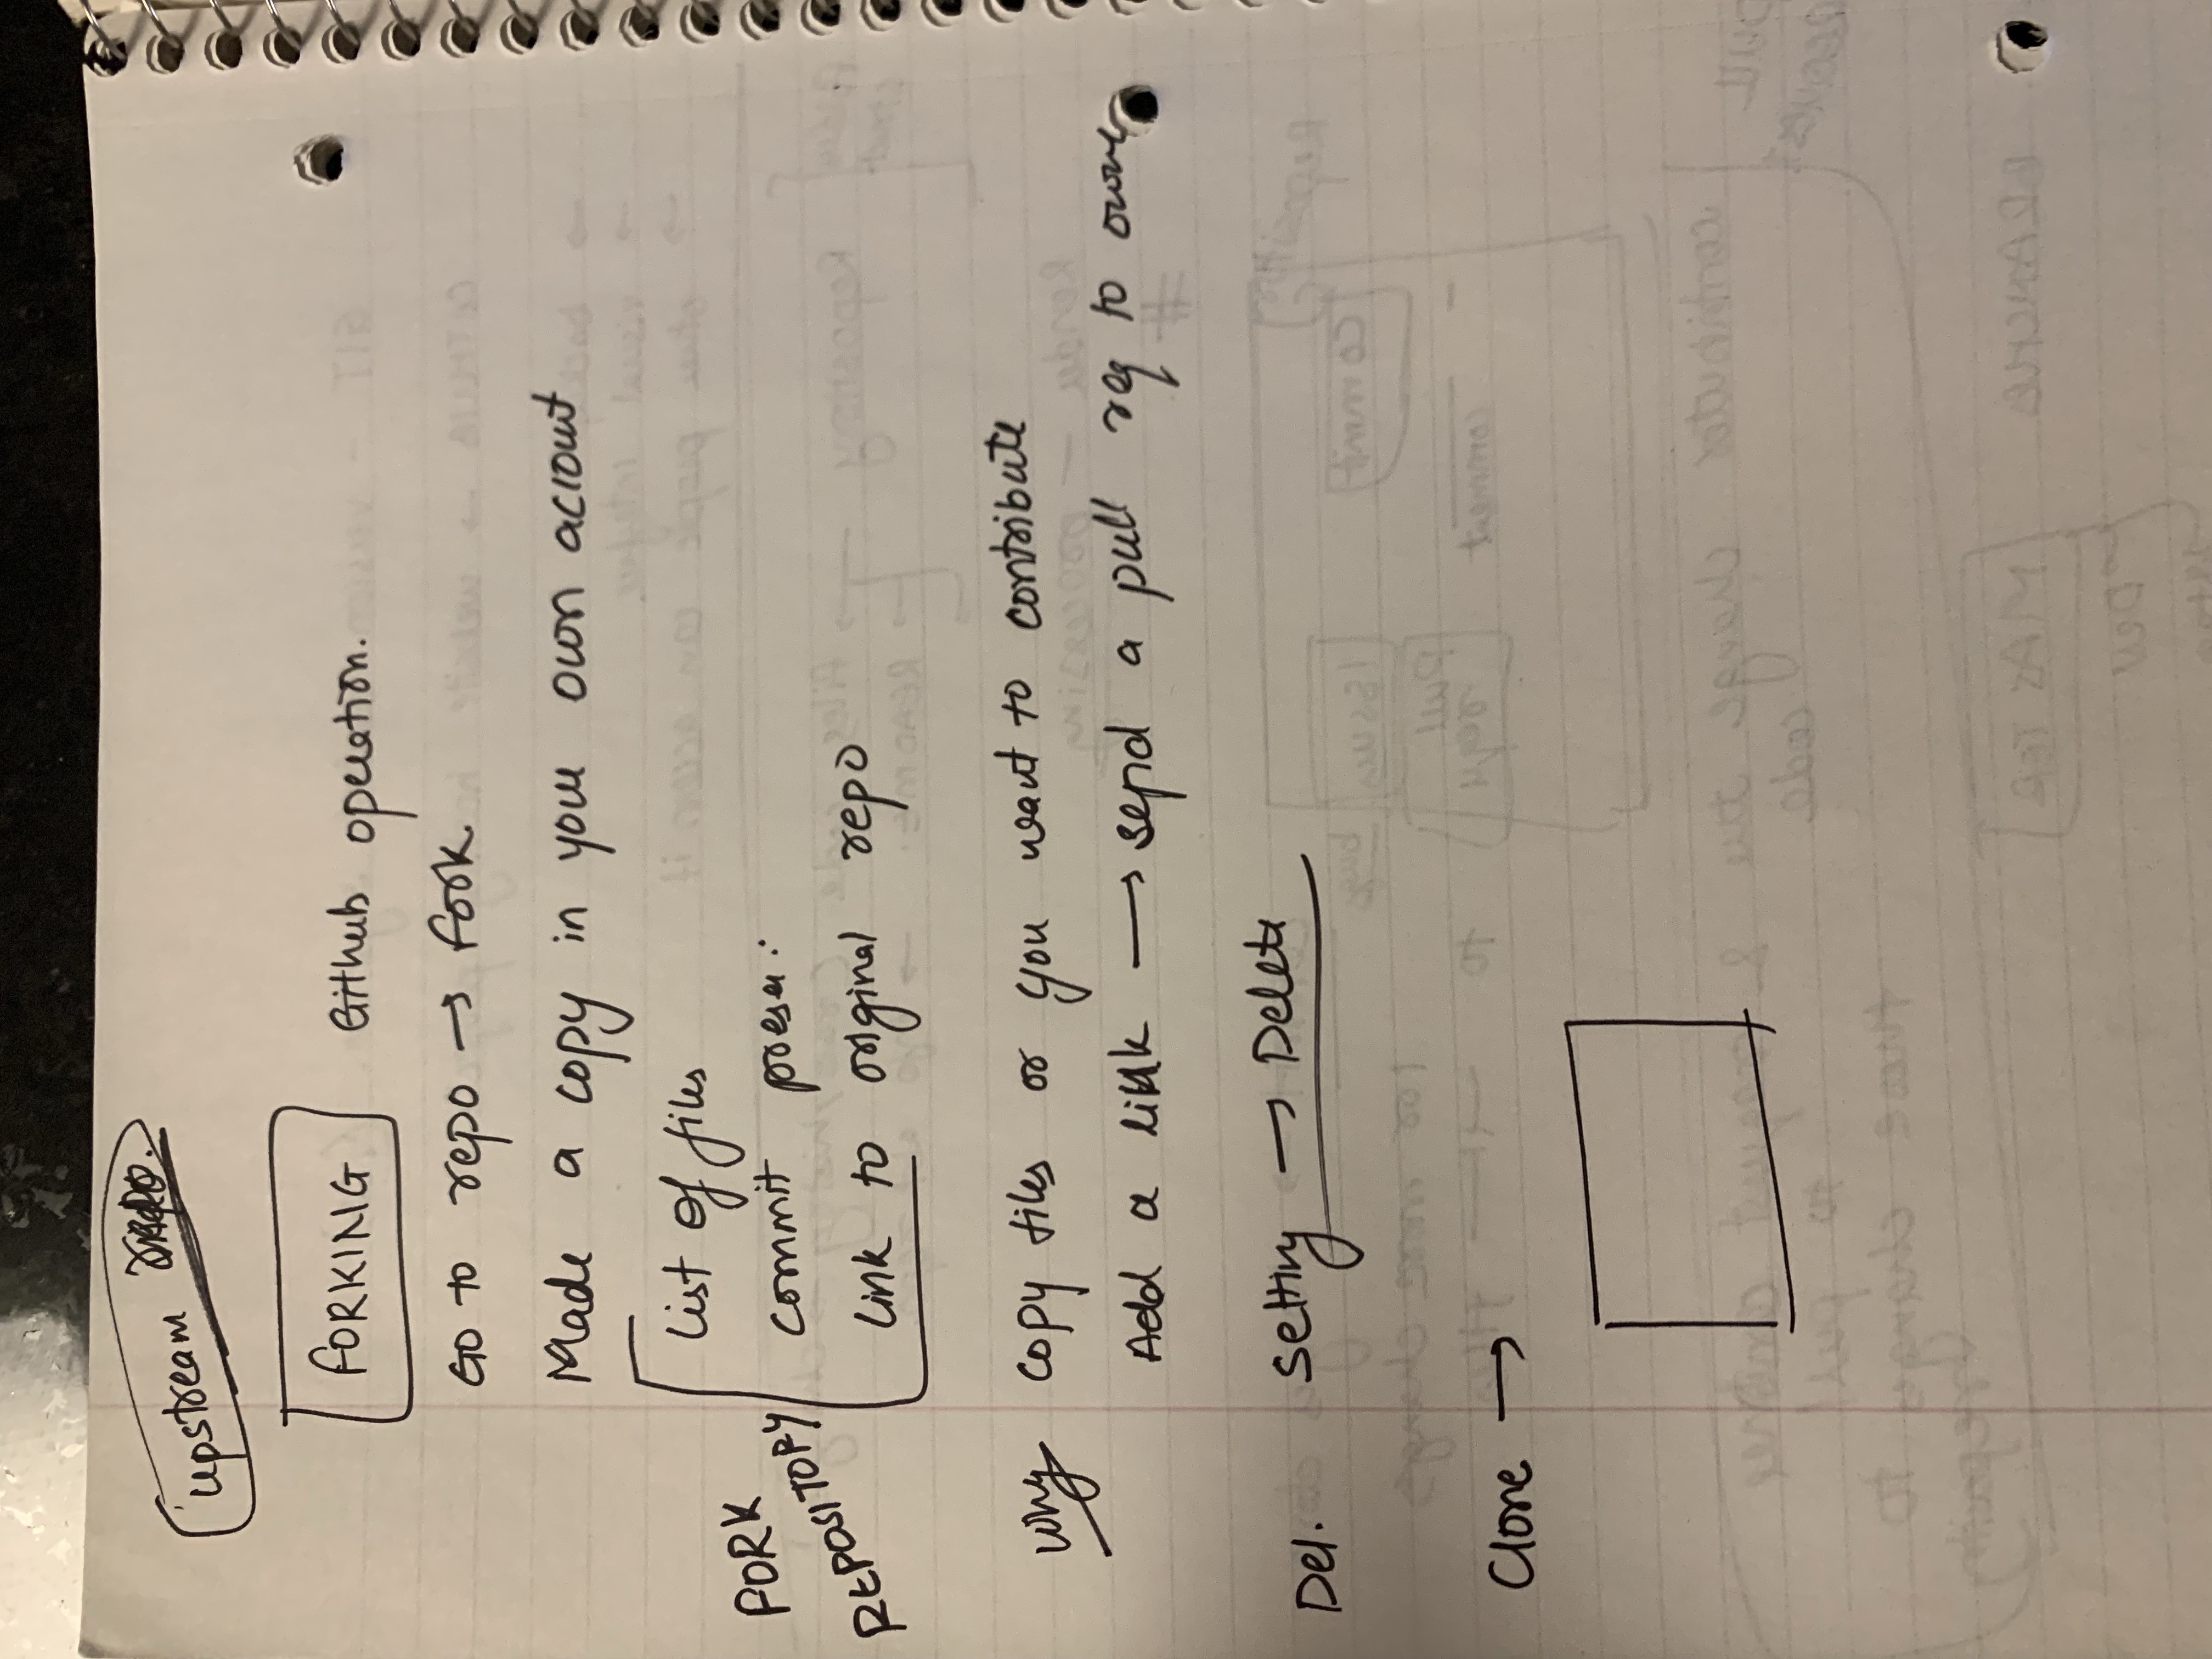 upstream repo.
FORKING Github operation.
Go to repo → fork
Made a copy in your own account
List of files
FORK
REPOSITORY
commit prese..
Link to original repo
Why copy files or you want to contribute
Add a link → send a pull req to owner
Del. Setting → Delete
Clone →